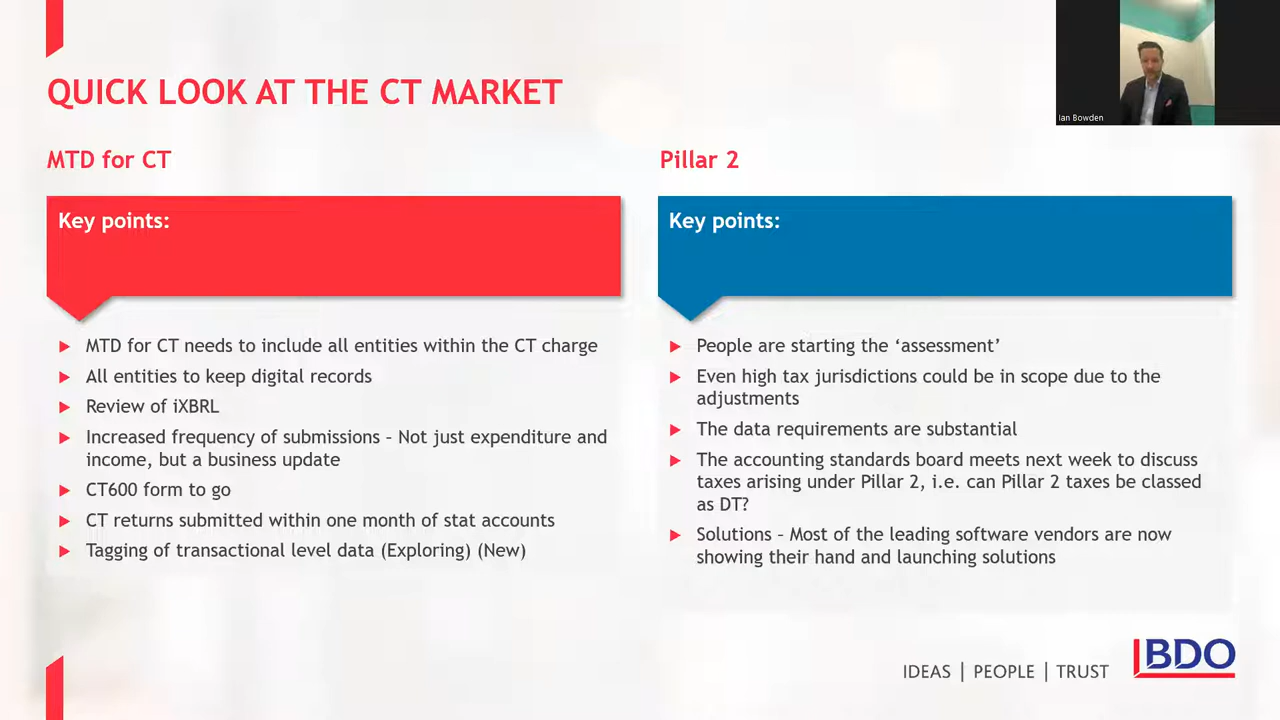 QUICK LOOK AT THE CT MARKET
Ian Bowden
MTD for CT
Key points:
MTD for CT needs to include all entities within the CT charge
All entities to keep digital records
Review of iXBRL
Increased frequency of submissions – Not just expenditure and
income, but a business update
CT600 form to go
CT returns submitted within one month of stat accounts
Tagging of transactional level data (Exploring) (New)
Pillar 2
Key points:
People are starting the ‘assessment’
Even high tax jurisdictions could be in scope due to the
adjustments
The data requirements are substantial
The accounting standards board meets next week to discuss
taxes arising under Pillar 2, i.e. can Pillar 2 taxes be classed
as DT?
Solutions – Most of the leading software vendors are now
showing their hand and launching solutions
IDEAS | PEOPLE | TRUST
BDO